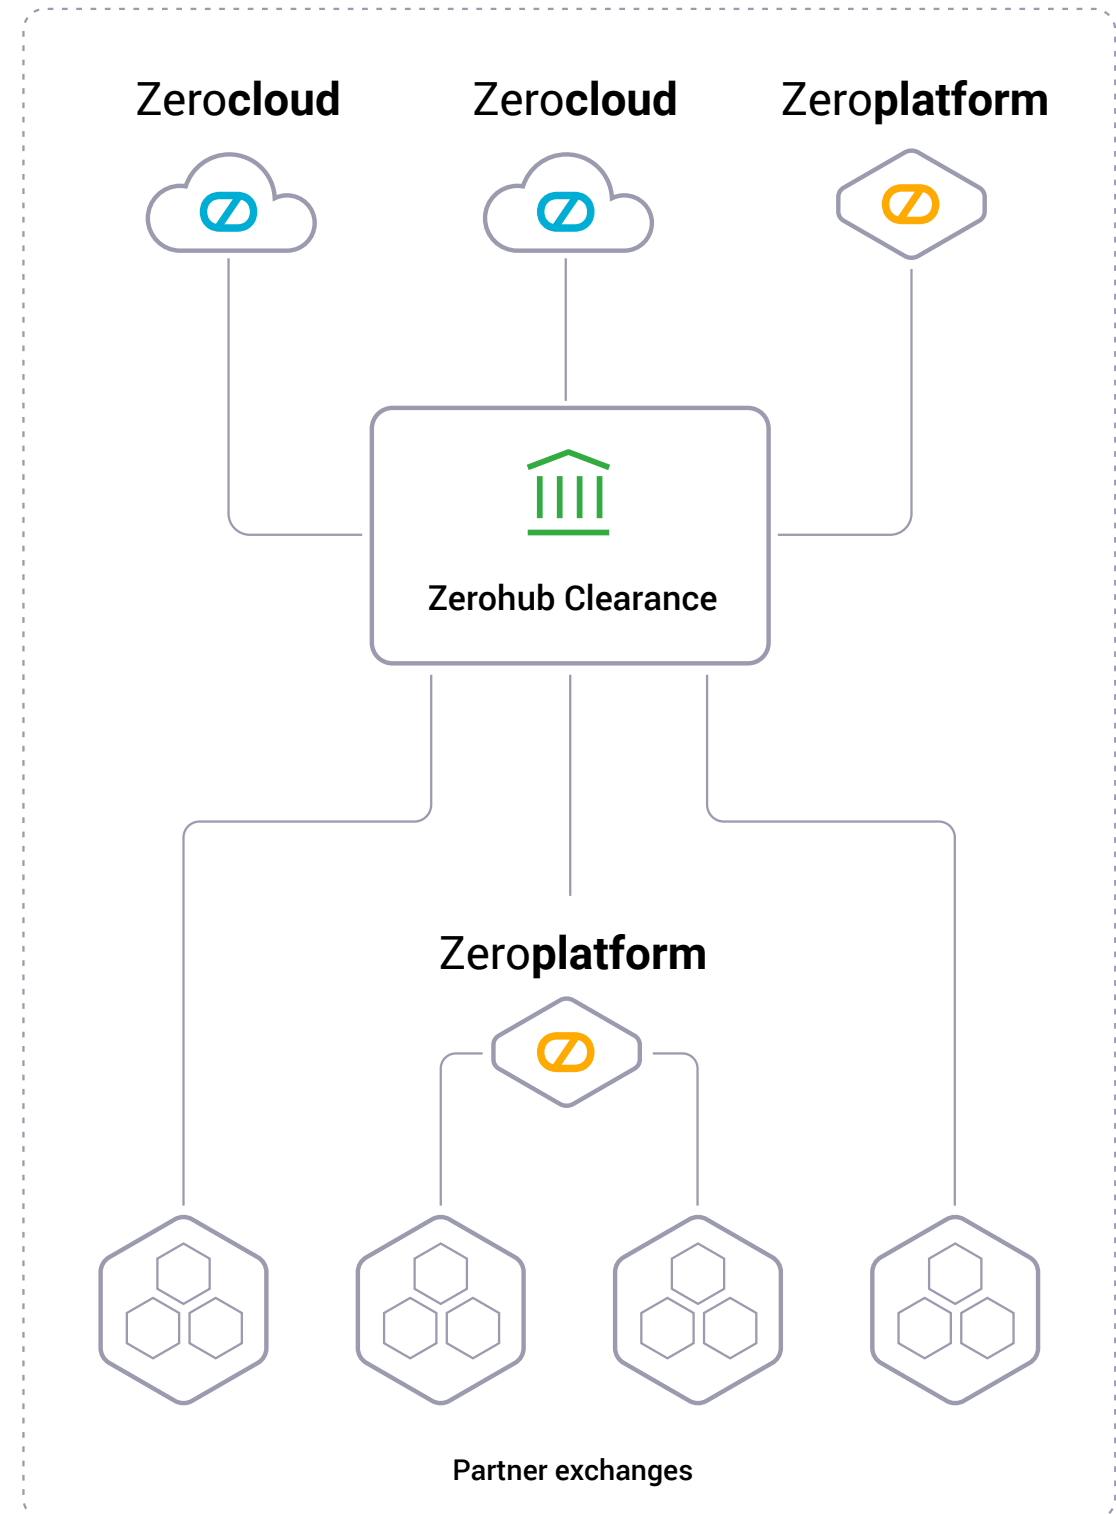 Zerocloud
Zerocloud
Zeroplatform
Zerohub Clearance
Zeroplatform
Partner exchanges